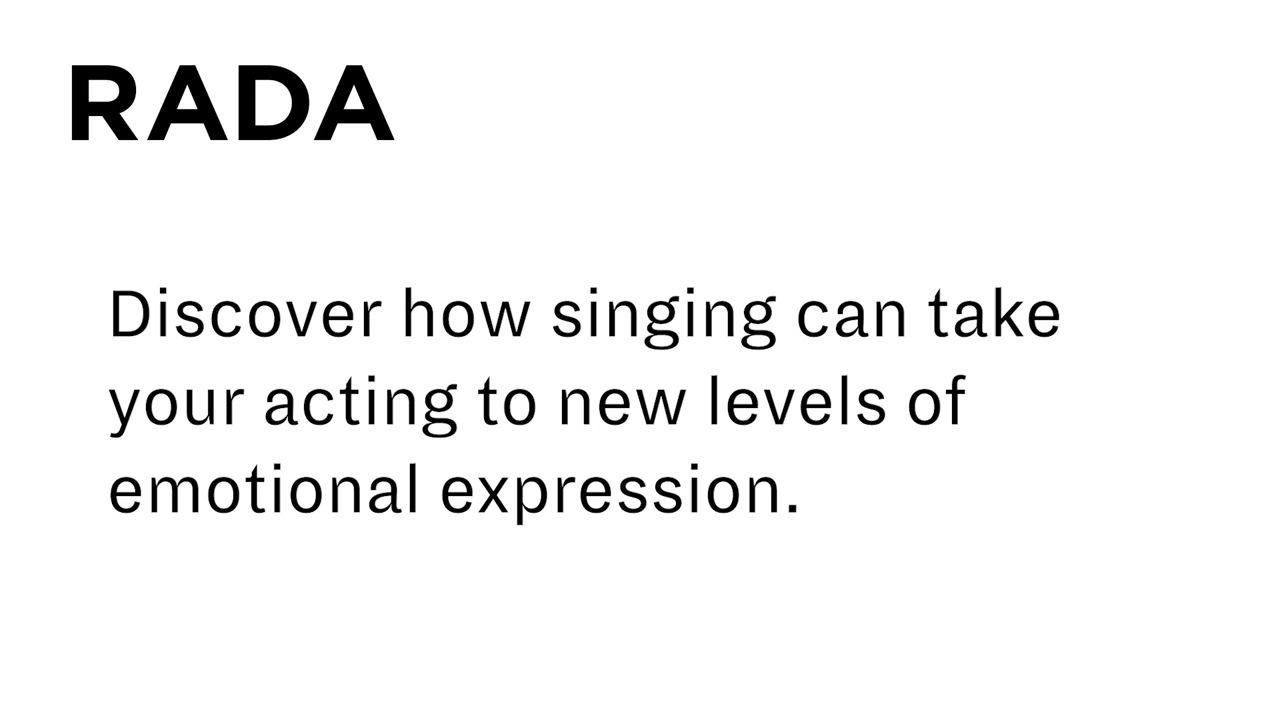 RADA
Discover how singing can take
your acting to new levels of
emotional expression.